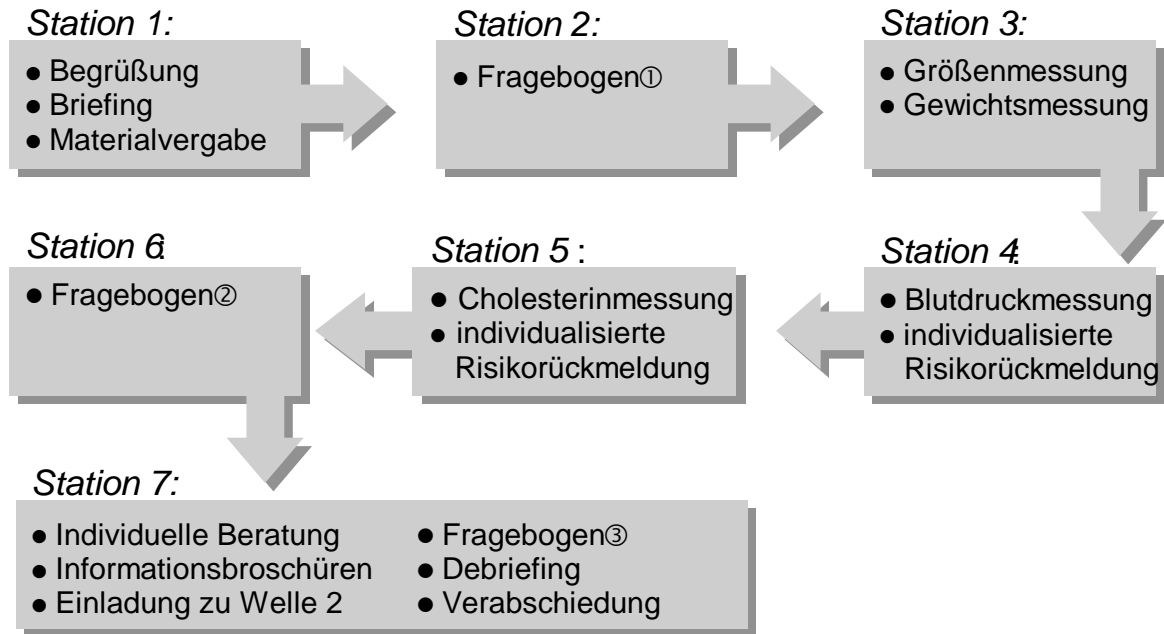 Station 1:
● Begrüßung
● Briefing
● Materialvergabe
Station 2:
● Fragebogen①
Station 3:
● Größenmessung
● Gewichtsmessung
Station 4:
● Blutdruckmessung
● individualisierte
Risikorückmeldung
Station 5 :
● Cholesterinmessung
● individualisierte
Risikorückmeldung
Station 6:
● Fragebogen②
Station 7:
● Individuelle Beratung
● Informationsbroschüren
● Einladung zu Welle 2
● Fragebogen③
● Debriefing
● Verabschiedung